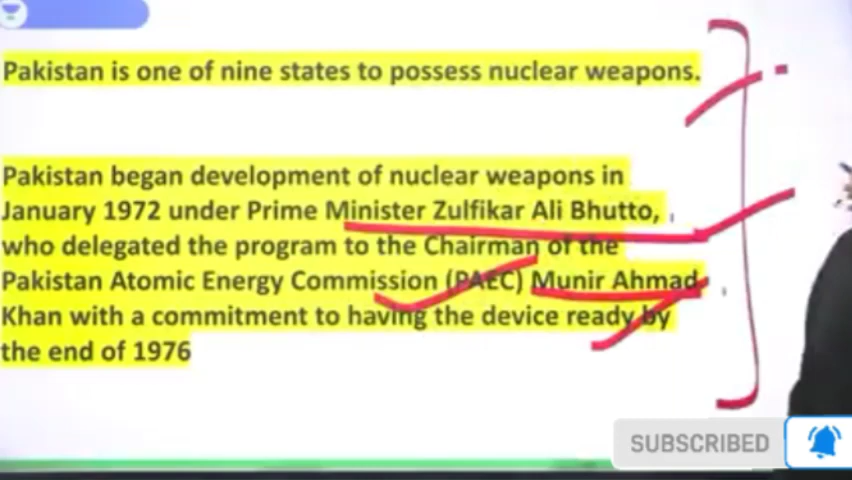 Pakistan is one of nine states to possess nuclear weapons.
Pakistan began development of nuclear weapons in
January 1972 under Prime Minister Zulfikar Ali Bhutto,
who delegated the program to the Chairman of the
Pakistan Atomic Energy Commission (PAEC) Munir Ahmad
Khan with a commitment to having the device ready by
the end of 1976
SUBSCRIBED